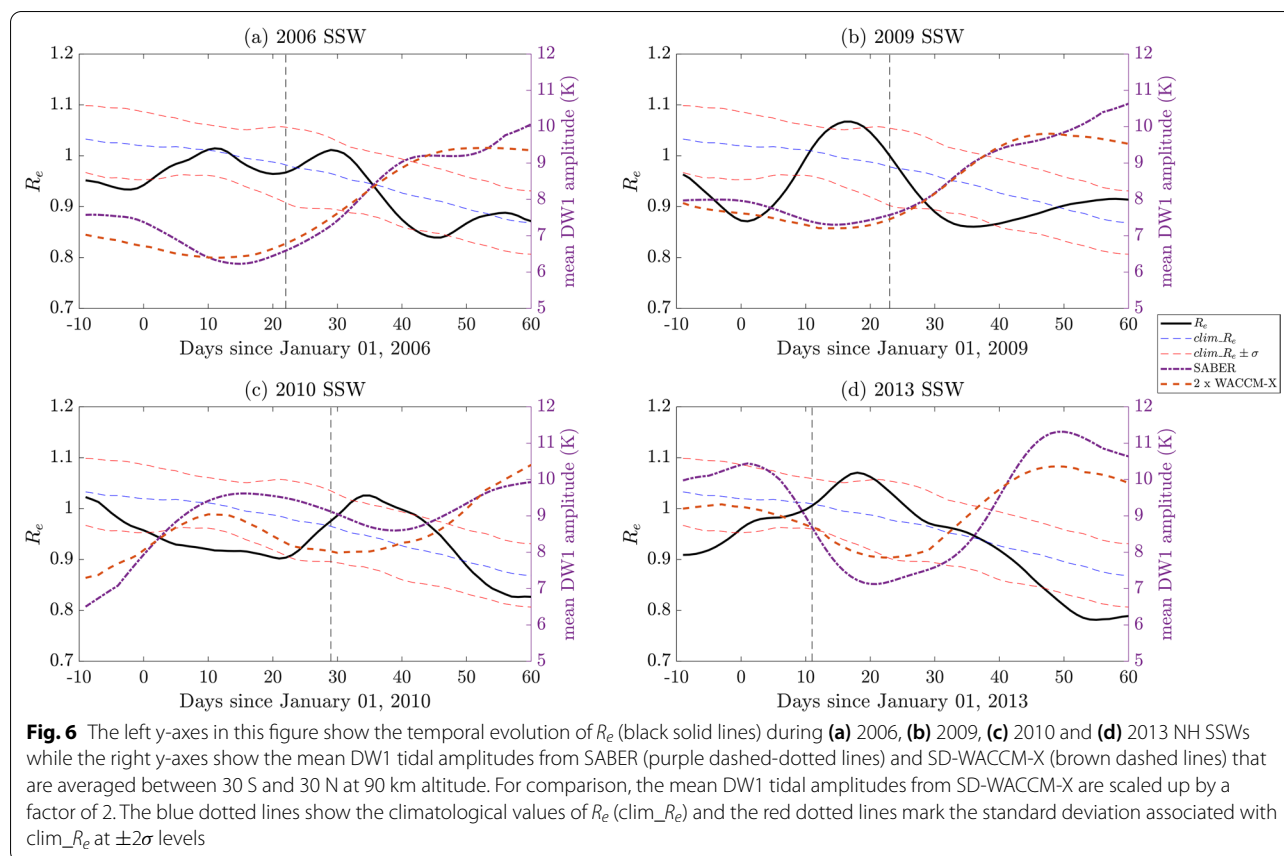 (a) 2006 SSW
1.2
1.1
1
0.9
0.8
0.7
R_e
12
11
10
9
8
7
6
5
mean DW1 amplitude (K)
-10 0 10 20 30 40 50 60
Days since January 01, 2006
(b) 2009 SSW
1.2
1.1
1
0.9
0.8
0.7
R_e
12
11
10
9
8
7
6
5
mean DW1 amplitude (K)
-10 0 10 20 30 40 50 60
Days since January 01, 2009
R_e
clim_R_e
clim_R_e ± σ
SABER
2 x WACCM-X
(c) 2010 SSW
1.2
1.1
1
0.9
0.8
0.7
R_e
12
11
10
9
8
7
6
5
mean DW1 amplitude (K)
-10 0 10 20 30 40 50 60
Days since January 01, 2010
(d) 2013 SSW
1.2
1.1
1
0.9
0.8
0.7
R_e
12
11
10
9
8
7
6
5
mean DW1 amplitude (K)
-10 0 10 20 30 40 50 60
Days since January 01, 2013
Fig. 6 The left y-axes in this figure show the temporal evolution of R_e (black solid lines) during (a) 2006, (b) 2009, (c) 2010 and (d) 2013 NH SSWs
while the right y-axes show the mean DW1 tidal amplitudes from SABER (purple dashed-dotted lines) and SD-WACCM-X (brown dashed lines) that
are averaged between 30 S and 30 N at 90 km altitude. For comparison, the mean DW1 tidal amplitudes from SD-WACCM-X are scaled up by a
factor of 2. The blue dotted lines show the climatological values of R_e (clim_R_e) and the red dotted lines mark the standard deviation associated with
clim_R_e at ±2σ levels